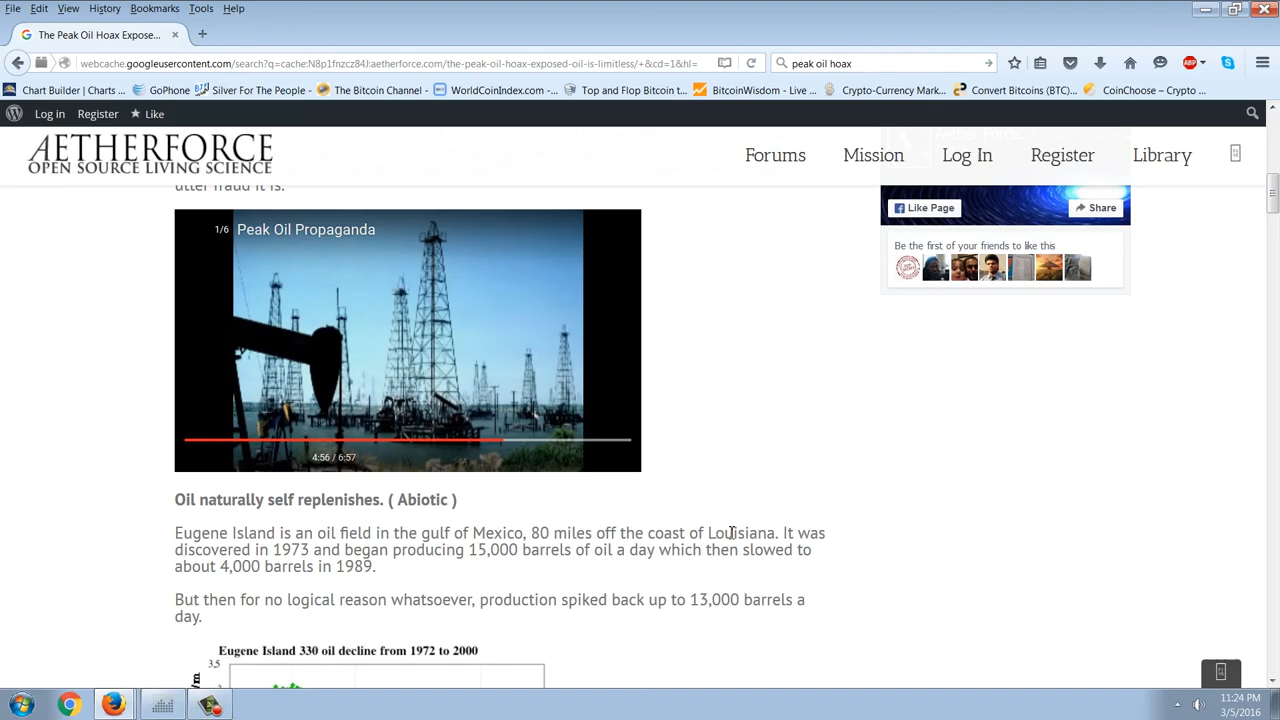 File Edit View History Bookmarks Tools Help
The Peak Oil Hoax Expose...
webcache.googleusercontent.com/search?q=cache:N8p1fnzcz84J:aetherforce.com/the-peak-oil-hoax-exposed-oil-is-limitless/+&cd=1&hl= peak oil hoax
Chart Builder | Charts ... GoPhone Silver For The People - The Bitcoin Channel - WorldCoinIndex.com -... Top and Flop Bitcoin t... BitcoinWisdom - Live ... Crypto-Currency Mark... Convert Bitcoins (BTC)... CoinChoose – Crypto ...
Log in Register Like
ÆTHERFORCE
OPEN SOURCE LIVING SCIENCE
Forums Mission Log In Register Library
utter fraud it is.
Like Page Share
Be the first of your friends to like this
1/6 Peak Oil Propaganda
4:56 / 6:57
Oil naturally self replenishes. ( Abiotic )
Eugene Island is an oil field in the gulf of Mexico, 80 miles off the coast of Louisiana. It was
discovered in 1973 and began producing 15,000 barrels of oil a day which then slowed to
about 4,000 barrels in 1989.
But then for no logical reason whatsoever, production spiked back up to 13,000 barrels a
day.
Eugene Island 330 oil decline from 1972 to 2000
3,5
11:24 PM
3/5/2016